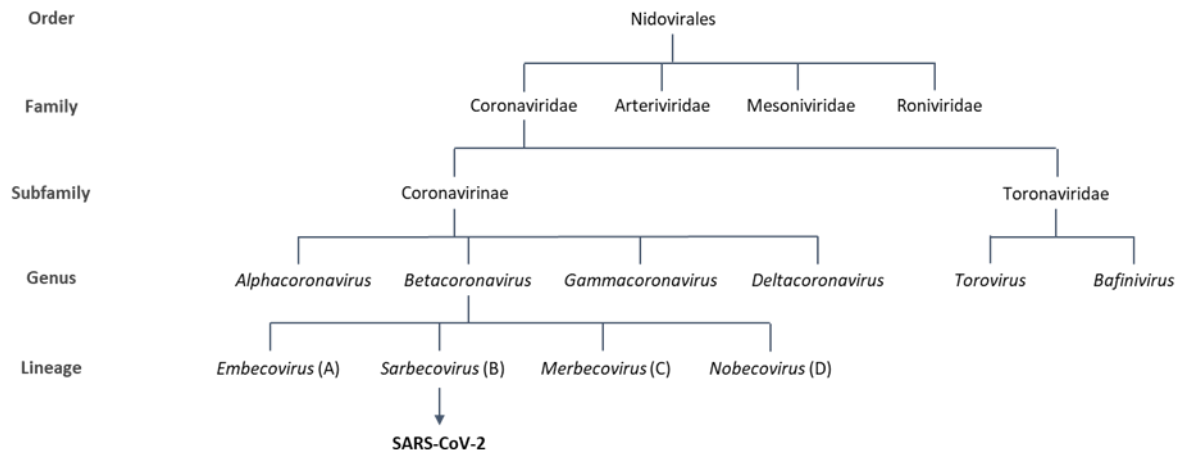 Order Nidovirales
Family Coronaviridae Arteriviridae Mesoniviridae Roniviridae
Subfamily Coronavirinae Toronaviridae
Genus Alphacoronavirus Betacoronavirus Gammacoronavirus Deltacoronavirus Torovirus Bafinivirus
Lineage Embecovirus (A) Sarbecovirus (B) Merbecovirus (C) Nobecovirus (D)
SARS-CoV-2